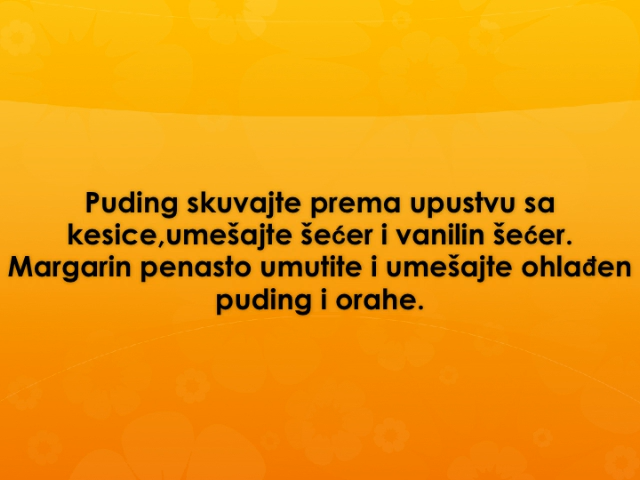 Puding skuvajte prema upustvu sa
kesice,umešajte šećer i vanilin šećer.
Margarin penasto umutite i umešajte ohlađen
puding i orahe.